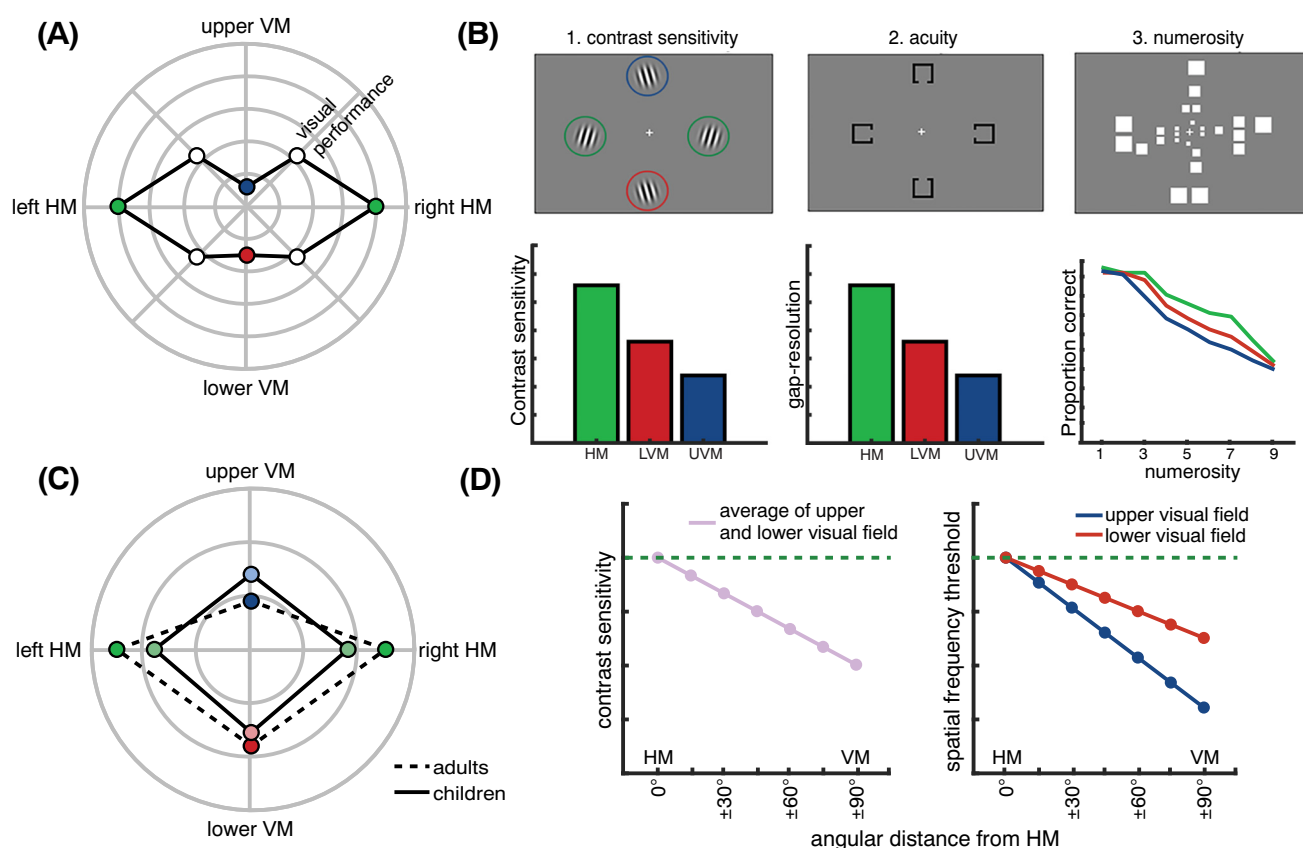 (A)
upper VM
visual
performance
left HM
right HM
lower VM
(B)
1. contrast sensitivity
2. acuity
3. numerosity
Contrast sensitivity
HM
LVM
UVM
gap-resolution
HM
LVM
UVM
Proportion correct
1
3
5
7
9
numerosity
(C)
upper VM
left HM
right HM
adults
children
lower VM
(D)
average of upper
and lower visual field
contrast sensitivity
HM
VM
0°
±30°
±60°
±90°
upper visual field
lower visual field
spatial frequency threshold
HM
VM
0°
±30°
±60°
±90°
angular distance from HM